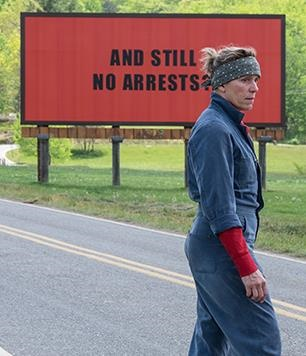 AND STILL
NO ARRESTS?